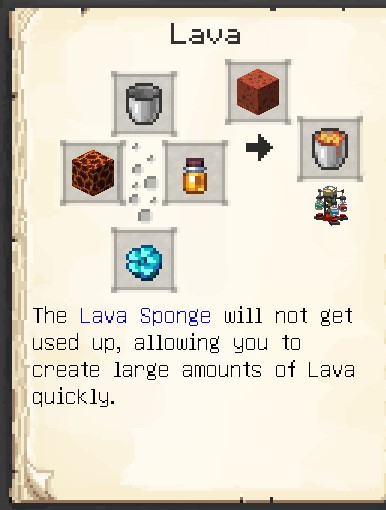 Lava
The Lava Sponge will not get
used up, allowing you to
create large amounts of Lava
quickly.